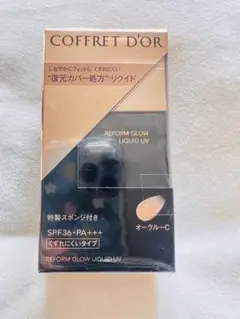 COFFRET D'OR
しなやかにフィットし くずれにくい
"復元カバー処方"リクイド
REFORM GLOW
LIQUID UV
特製スポンジ付き
オークルーC
SPF36・PA+++
くずれにくいタイプ
REFORM GLOW LIQUID UV